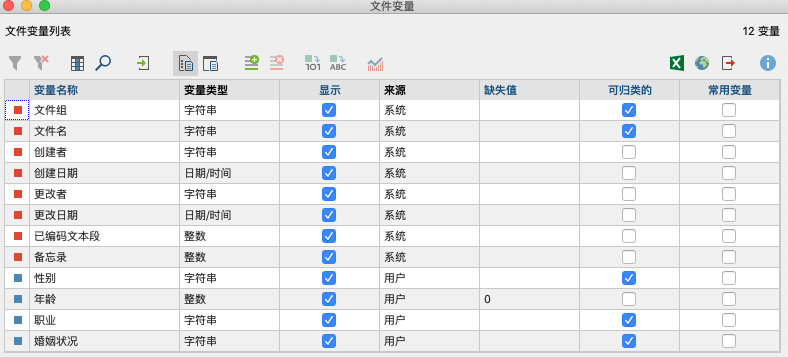 文件变量
文件变量列表 12 变量
1O1 ABC
变量名称 变量类型 显示 来源 缺失值 可归类的 常用变量
文件组 字符串 系统
文件名 字符串 系统
创建者 字符串 系统
创建日期 日期/时间 系统
更改者 字符串 系统
更改日期 日期/时间 系统
已编码文本段 整数 系统
备忘录 整数 系统
性别 字符串 用户
年龄 整数 用户 0
职业 字符串 用户
婚姻状况 字符串 用户